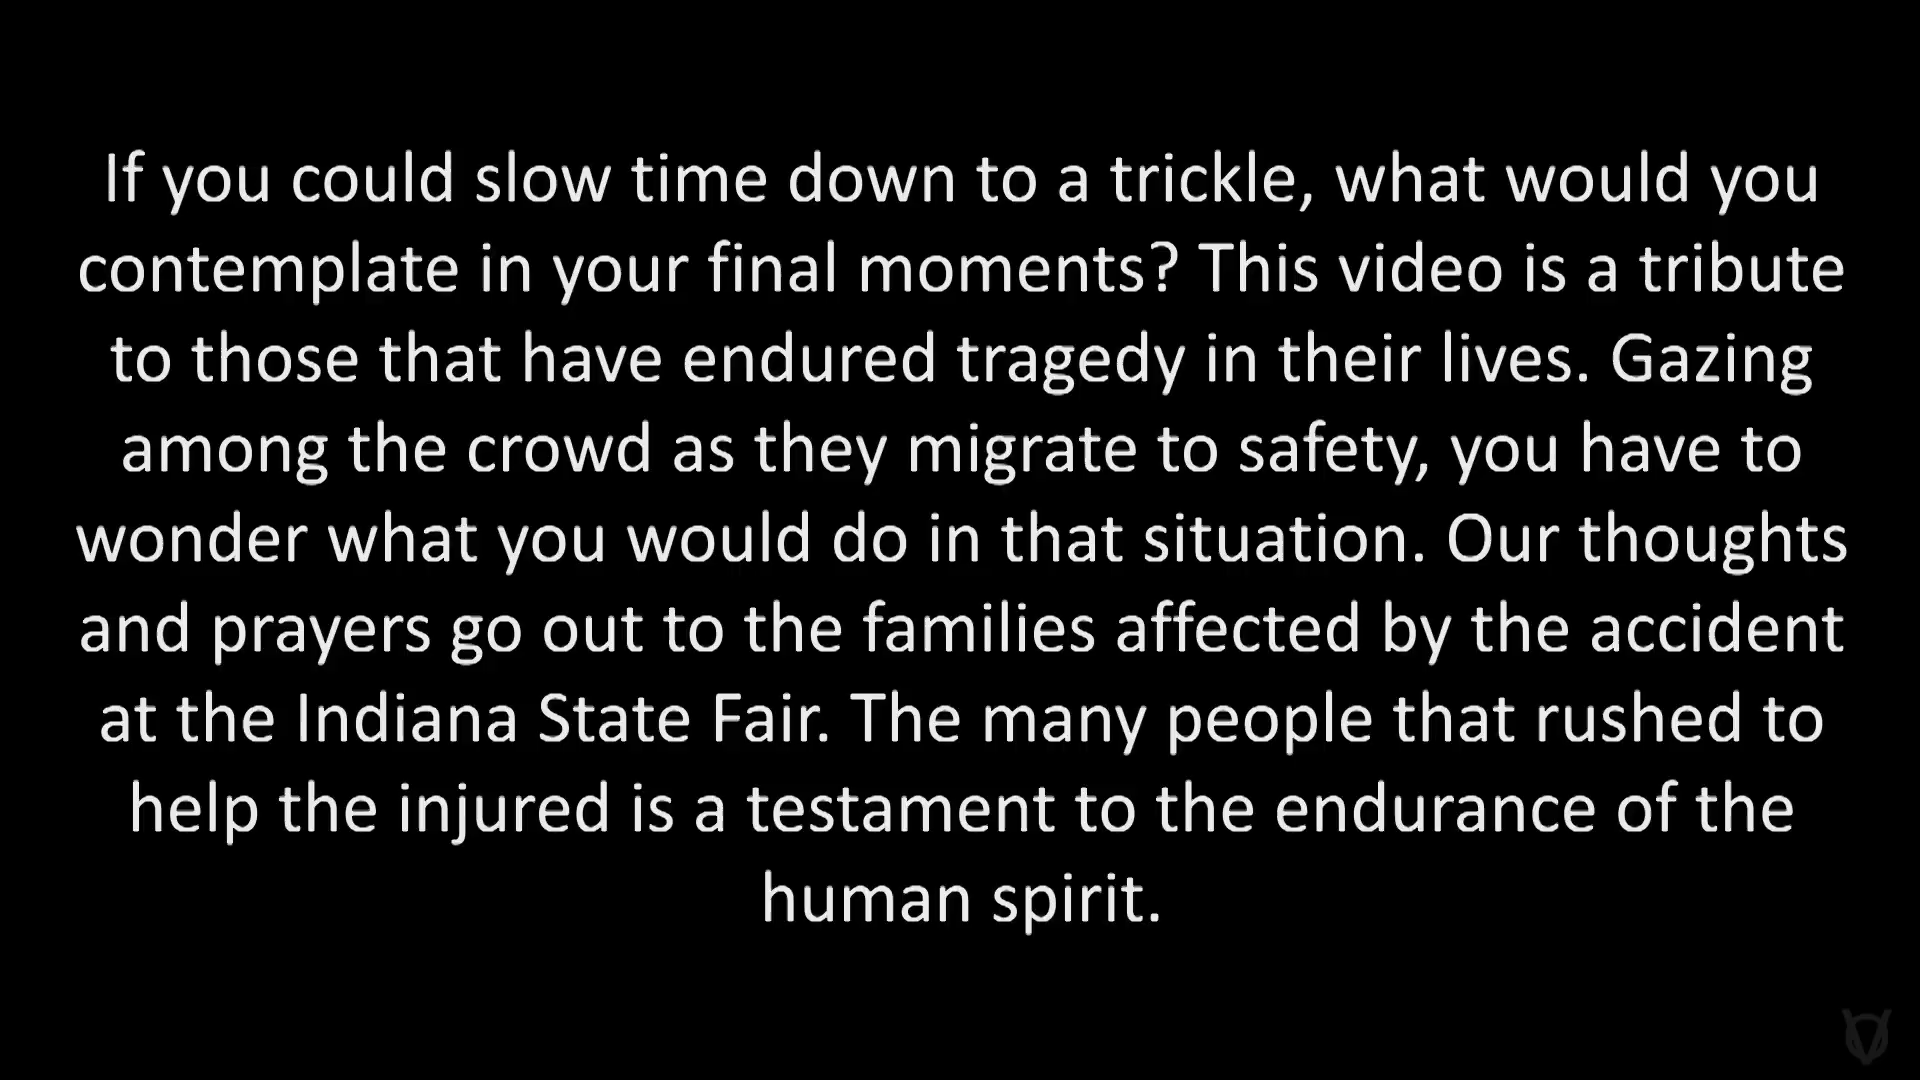 If you could slow time down to a trickle, what would you
contemplate in your final moments? This video is a tribute
to those that have endured tragedy in their lives. Gazing
among the crowd as they migrate to safety, you have to
wonder what you would do in that situation. Our thoughts
and prayers go out to the families affected by the accident
at the Indiana State Fair. The many people that rushed to
help the injured is a testament to the endurance of the
human spirit.